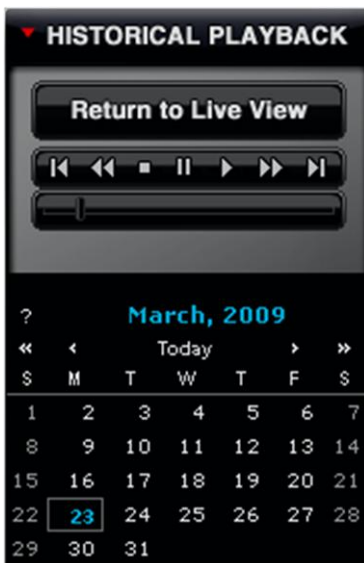 HISTORICAL PLAYBACK
Return to Live View
? March, 2009
« ‹ Today › »
S M T W T F S
1 2 3 4 5 6 7
8 9 10 11 12 13 14
15 16 17 18 19 20 21
22 23 24 25 26 27 28
29 30 31